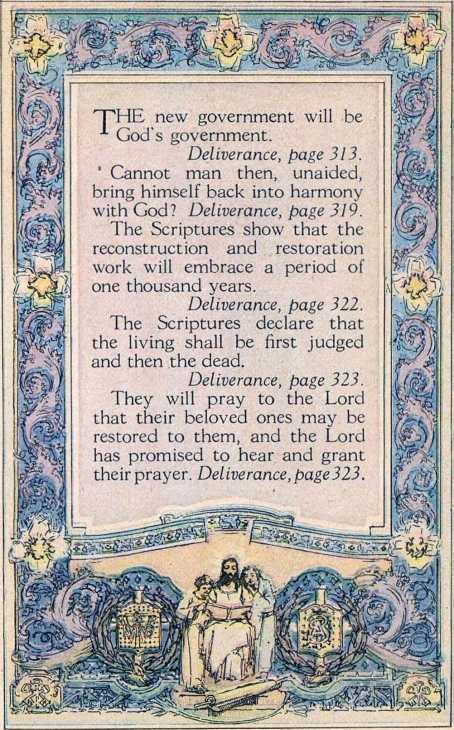 THE new government will be
God's government.
Deliverance, page 313.
Cannot man then, unaided,
bring himself back into harmony
with God? Deliverance, page 319.
The Scriptures show that the
reconstruction and restoration
work will embrace a period of
one thousand years.
Deliverance, page 322.
The Scriptures declare that
the living shall be first judged
and then the dead.
Deliverance, page 323.
They will pray to the Lord
that their beloved ones may be
restored to them, and the Lord
has promised to hear and grant
their prayer. Deliverance, page 323.